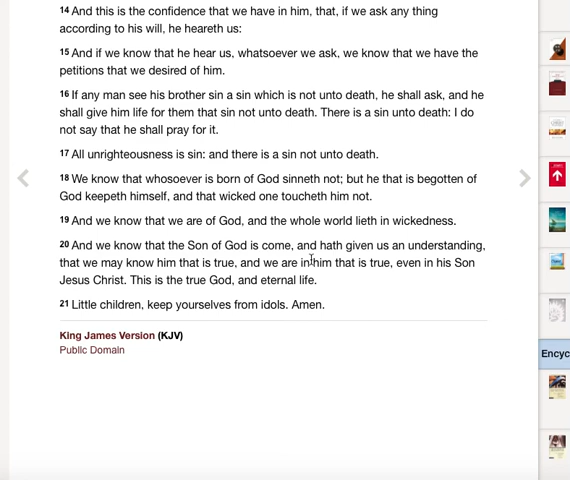 14 And this is the confidence that we have in him, that, if we ask any thing
according to his will, he heareth us:
15 And if we know that he hear us, whatsoever we ask, we know that we have the
petitions that we desired of him.
16 If any man see his brother sin a sin which is not unto death, he shall ask, and he
shall give him life for them that sin not unto death. There is a sin unto death: I do
not say that he shall pray for it.
17 All unrighteousness is sin: and there is a sin not unto death.
18 We know that whosoever is born of God sinneth not; but he that is begotten of
God keepeth himself, and that wicked one toucheth him not.
19 And we know that we are of God, and the whole world lieth in wickedness.
20 And we know that the Son of God is come, and hath given us an understanding,
that we may know him that is true, and we are in him that is true, even in his Son
Jesus Christ. This is the true God, and eternal life.
21 Little children, keep yourselves from idols. Amen.
King James Version (KJV)
Public Domain
Encyc